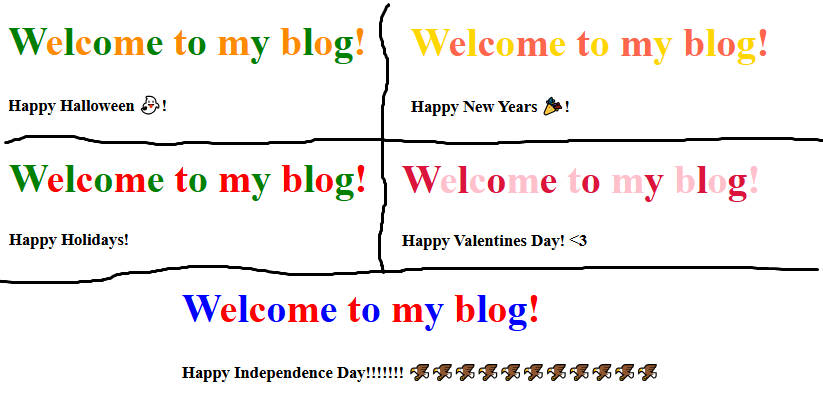 Welcome to my blog!
Happy Halloween 👻!
Welcome to my blog!
Happy New Years 🎉!
Welcome to my blog!
Happy Holidays!
Welcome to my blog!
Happy Valentines Day! <3
Welcome to my blog!
Happy Independence Day!!!!!!! 🦅🦅🦅🦅🦅🦅🦅🦅🦅🦅🦅